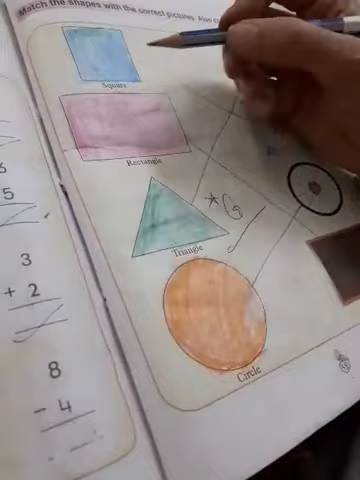 Match the shapes with the correct pictures. Also
Square
Rectangle
Triangle
Circle
5
3
+ 2
8
- 4